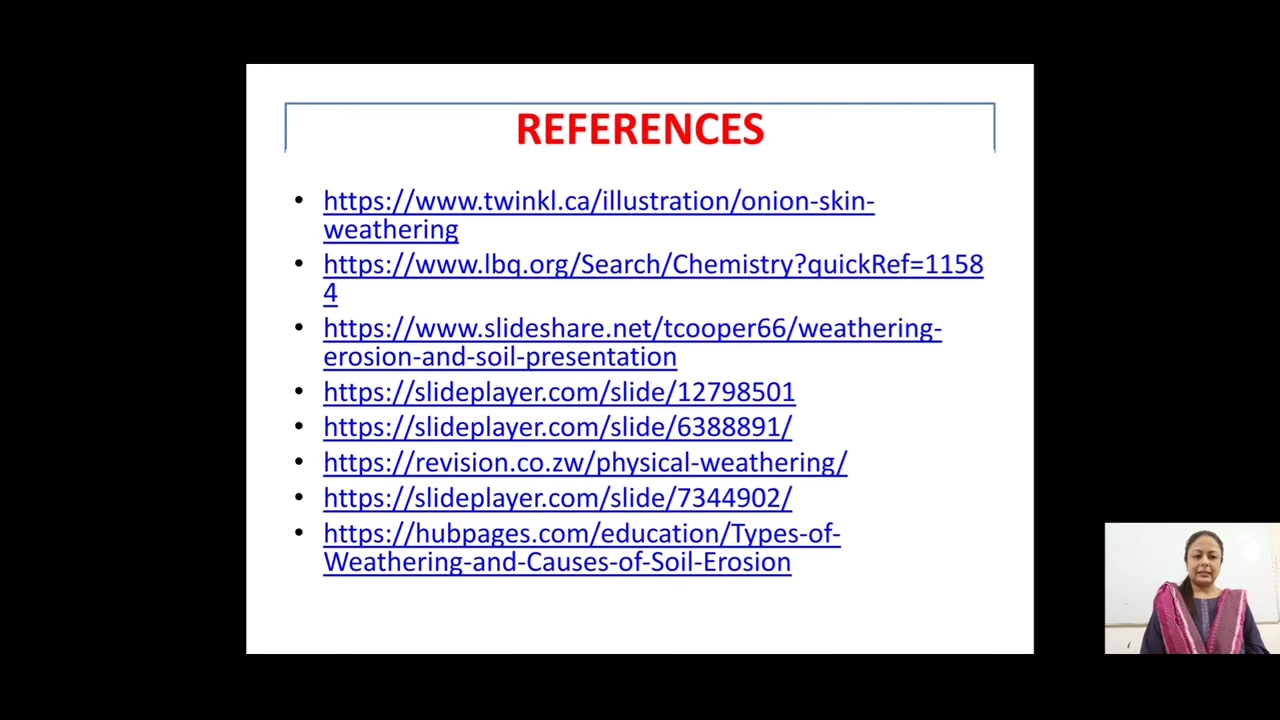 REFERENCES
• https://www.twinkl.ca/illustration/onion-skin-
weathering
• https://www.lbq.org/Search/Chemistry?quickRef=1158
4
• https://www.slideshare.net/tcooper66/weathering-
erosion-and-soil-presentation
• https://slideplayer.com/slide/12798501
• https://slideplayer.com/slide/6388891/
• https://revision.co.zw/physical-weathering/
• https://slideplayer.com/slide/7344902/
• https://hubpages.com/education/Types-of-
Weathering-and-Causes-of-Soil-Erosion